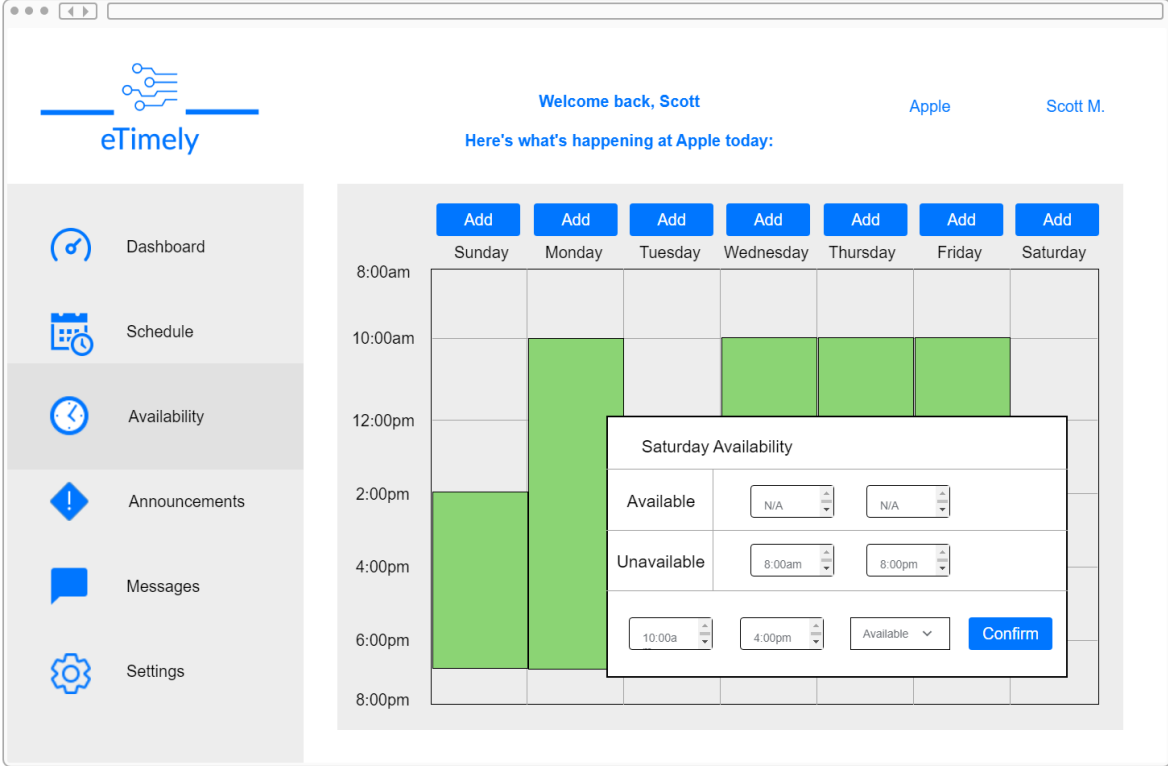 Welcome back, Scott
Apple
Scott M.
eTimely
Here's what's happening at Apple today:
Dashboard
Schedule
Availability
Announcements
Messages
Settings
Add Add Add Add Add Add Add
Sunday Monday Tuesday Wednesday Thursday Friday Saturday
8:00am
10:00am
12:00pm
2:00pm
4:00pm
6:00pm
8:00pm
Saturday Availability
Available N/A N/A
Unavailable 8:00am 8:00pm
10:00a 4:00pm Available Confirm